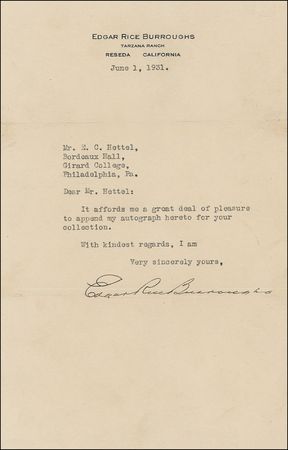 EDGAR RICE BURROUGHS
TARZANA RANCH
RESEDA CALIFORNIA
June 1, 1931.
Mr. E. C. Hettel,
Bordeaux Hall,
Girard College,
Philadelphia, Pa.
Dear Mr. Hettel:
It affords me a great deal of pleasure
to append my autograph hereto for your
collection.
With kindest regards, I am
Very sincerely yours,
Edgar Rice Burroughs